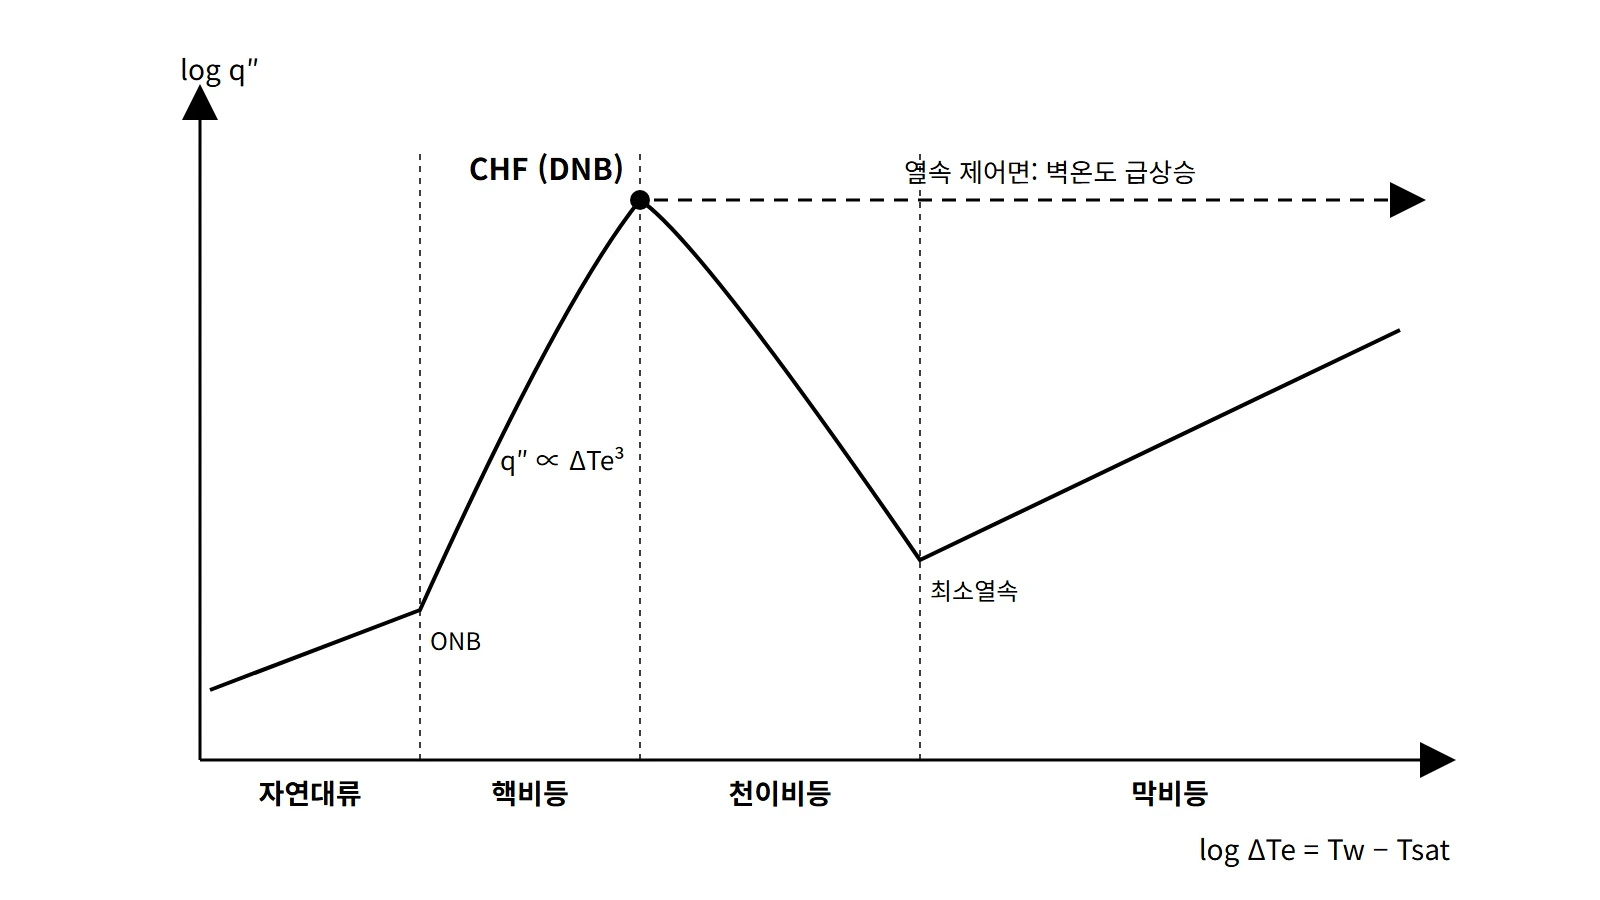 log q″
CHF (DNB)
열속 제어면: 벽온도 급상승
q″ ∝ ΔTe³
최소열속
ONB
자연대류
핵비등
천이비등
막비등
log ΔTe = Tw − Tsat